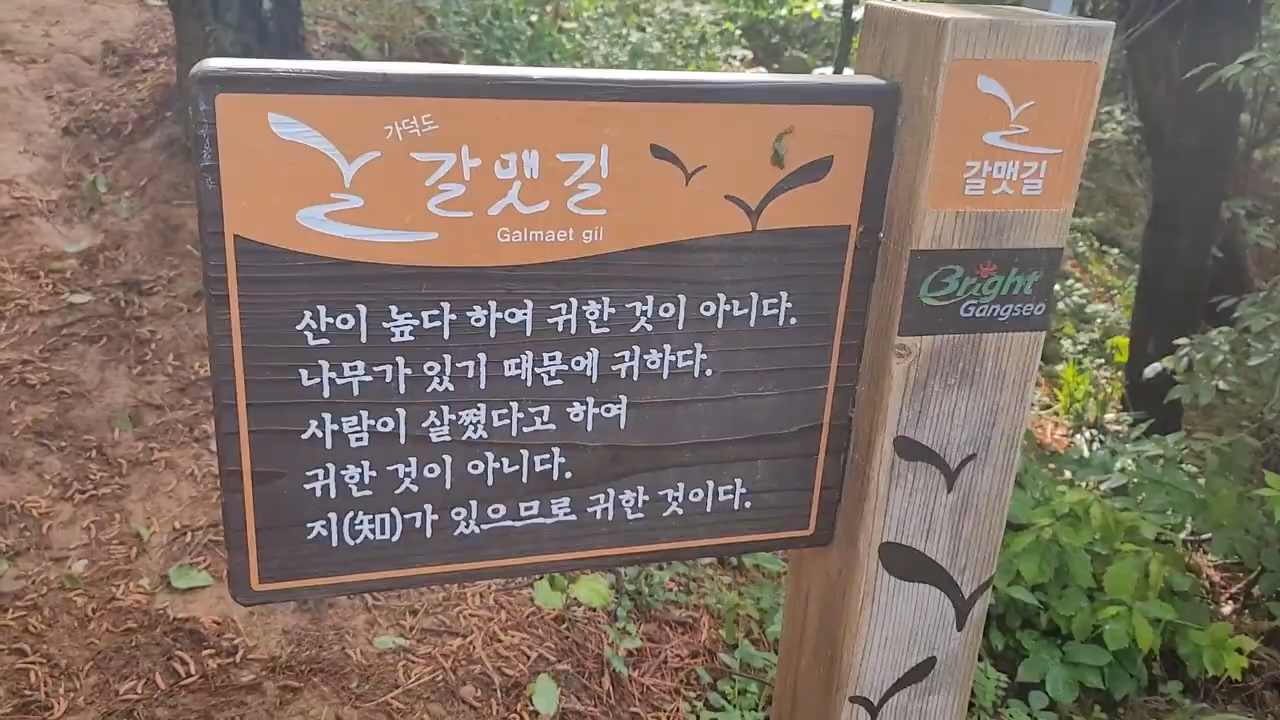 가덕도
갈맷길
Galmaet gil
산이 높다 하여 귀한 것이 아니다.
나무가 있기 때문에 귀하다.
사람이 살쪘다고 하여
귀한 것이 아니다.
지(知)가 있으므로 귀한 것이다.
갈맷길
Bright
Gangseo